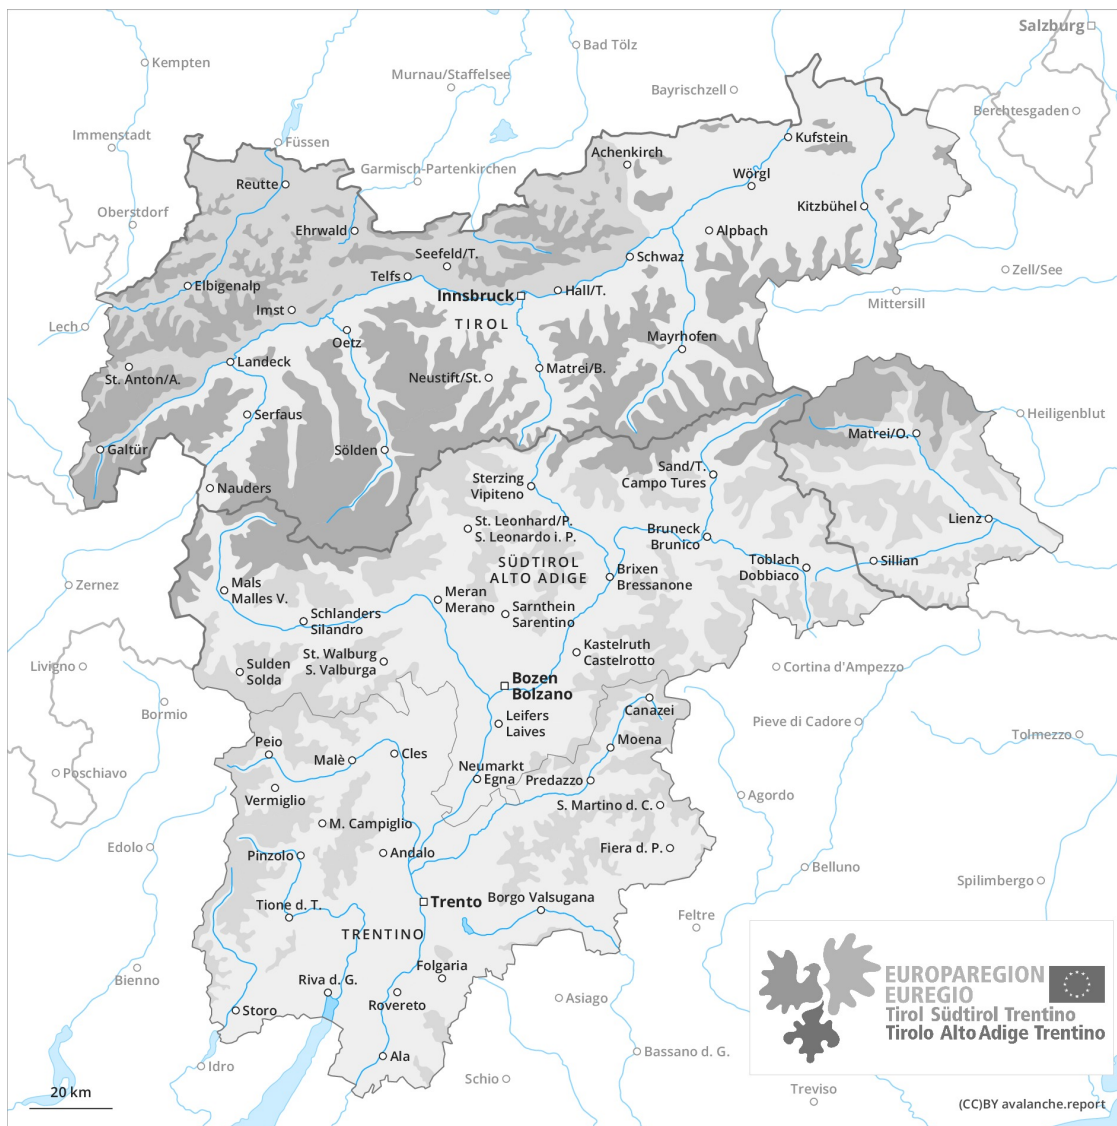 Salzburg
Bad Tölz
Kempten
Murnau/Staffelsee
Bayrischzell
Berchtesgaden
Immenstadt
Füssen
Kufstein
Achenkirch
Garmisch-Partenkirchen
Wörgl
Reutte
Oberstdorf
Kitzbühel
Ehrwald
Alpbach
Seefeld/T.
Schwaz
Telfs
Zell/See
Elbigenalp
Innsbruck
Hall/T.
Mittersill
Imst
Lech
TIROL
Oetz
Mayrhofen
Landeck
St. Anton/A.
Neustift/St.
Matrei/B.
Serfaus
Heiligenblut
Matrei/O.
Galtür
Sölden
Sterzing
Vipiteno
Sand/T.
Campo Tures
Nauders
St. Leonhard/P.
S. Leonardo i. P.
Lienz
Bruneck
Brunico
SÜDTIROL
ALTO ADIGE
Toblach
Dobbiaco
Sillian
Zernez
Mals
Malles V.
Brixen
Bressanone
Meran
Merano
Schlanders
Silandro
Sarnthein
Sarentino
Kastelruth
Castelrotto
Livigno
Sulden
Solda
St. Walburg
S. Valburga
Cortina d'Ampezzo
Bozen
Bolzano
Bormio
Canazei
Leifers
Laives
Pieve di Cadore
Tolmezzo
Peio
Malè
Cles
Moena
Poschiavo
Neumarkt
Egna
Predazzo
Vermiglio
S. Martino d. C.
Agordo
M. Campiglio
Edolo
Pinzolo
Andalo
Fiera d. P.
Belluno
Spilimbergo
Tione d. T.
Trento
Borgo Valsugana
Feltre
TRENTINO
Bienno
Riva d. G.
Folgaria
EUROPAREGION
EUREGIO
Tirol Südtirol Trentino
Tirolo Alto Adige Trentino
Storo
Rovereto
Asiago
Ala
Bassano d. G.
Idro
Schio
Treviso
20 km
(CC)BY avalanche.report